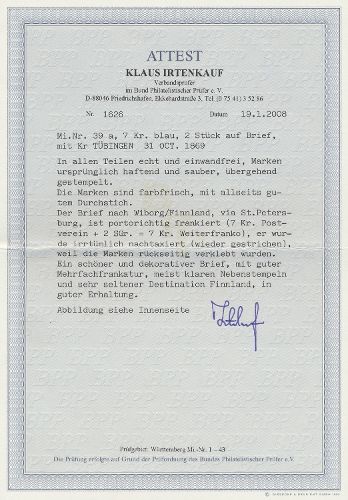 ATTEST
KLAUS IRTENKAUF
Verbandsprüfer
im Bund Philatelistischer Prüfer e. V.
D-88046 Friedrichshafen, Ekkehardstraße 3, Tel. (0 75 41) 3 52 86
Nr. 1626 Datum 19.1.2008
Mi.Nr. 39 a, 7 Kr. blau, 2 Stück auf Brief,
mit Kr TÜBINGEN 31 OCT. 1869
In allen Teilen echt und einwandfrei, Marken
ursprünglich haftend und sauber, übergehend
gestempelt.
Die Marken sind farbfrisch, mit allseits gu-
tem Durchstich.
Der Brief nach Wiborg/Finnland, via St.Peters-
burg, ist portorichtig frankiert (7 Kr. Post-
verein + 2 SGr. = 7 Kr. Weiterfranko), er wur-
de irrtümlich nachtaxiert (wieder gestrichen),
weil die Marken rückseitig verklebt wurden.
Ein schöner und dekorativer Brief, mit guter
Mehrfachfrankatur, meist klaren Nebenstempeln
und sehr seltener Destination Finnland, in
guter Erhaltung.
Abbildung siehe Innenseite
Prüfgebiet: Württemberg Mi.-Nr. 1 – 43
Die Prüfung erfolgte auf Grund der Prüfordnung des Bundes Philatelistischer Prüfer e.V.